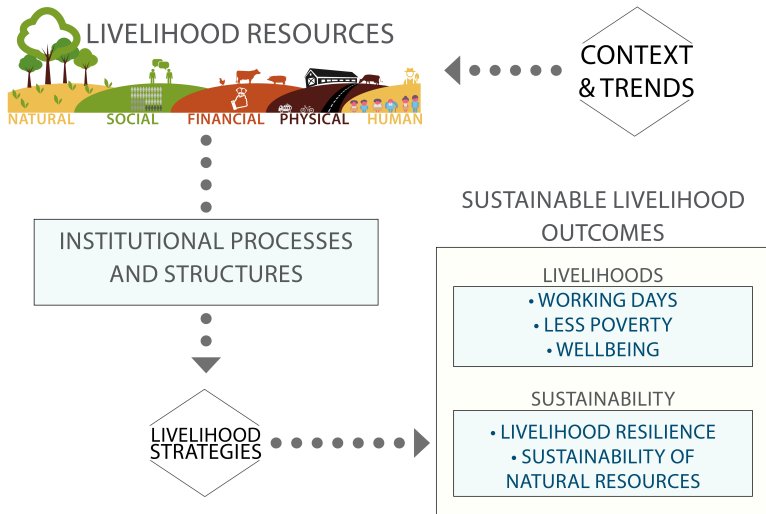 LIVELIHOOD RESOURCES
CONTEXT
& TRENDS
NATURAL SOCIAL FINANCIAL PHYSICAL HUMAN
INSTITUTIONAL PROCESSES
AND STRUCTURES
LIVELIHOOD
STRATEGIES
SUSTAINABLE LIVELIHOOD
OUTCOMES
LIVELIHOODS
• WORKING DAYS
• LESS POVERTY
• WELLBEING
SUSTAINABILITY
• LIVELIHOOD RESILIENCE
• SUSTAINABILITY OF
NATURAL RESOURCES